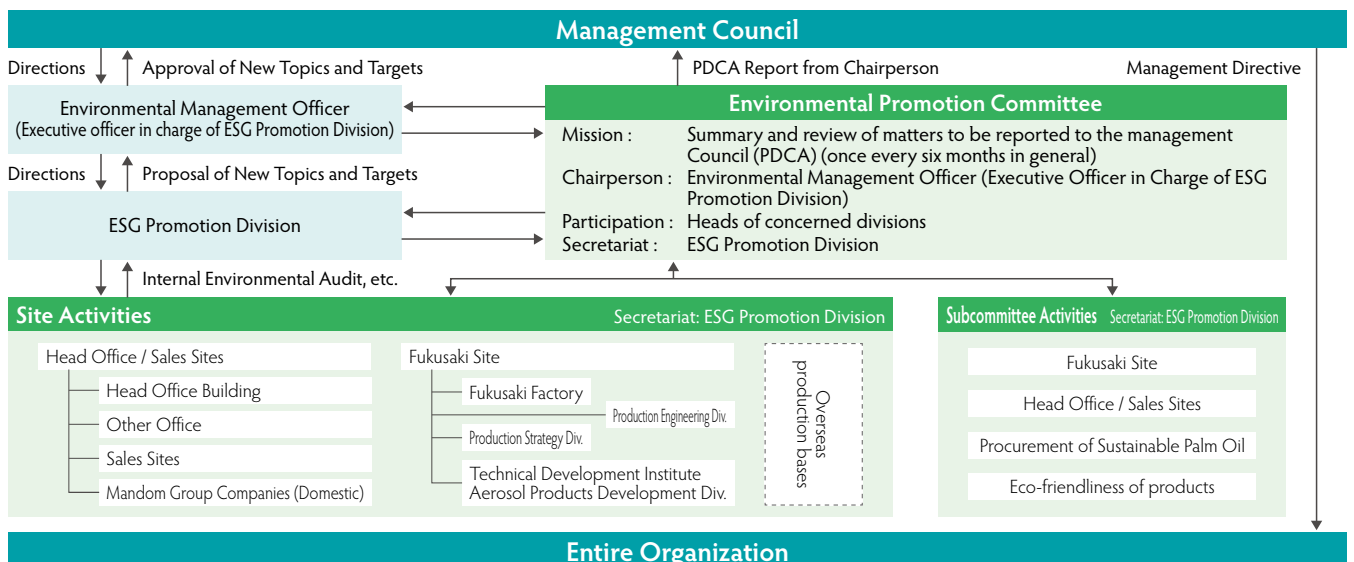 Management Council
Directions
Approval of New Topics and Targets
PDCA Report from Chairperson
Management Directive
Environmental Management Officer
(Executive officer in charge of ESG Promotion Division)
Directions
Proposal of New Topics and Targets
ESG Promotion Division
Internal Environmental Audit, etc.
Environmental Promotion Committee
Mission : Summary and review of matters to be reported to the management
Council (PDCA) (once every six months in general)
Chairperson : Environmental Management Officer (Executive Officer in Charge of ESG
Promotion Division)
Participation : Heads of concerned divisions
Secretariat : ESG Promotion Division
Site Activities
Secretariat: ESG Promotion Division
Head Office / Sales Sites
Head Office Building
Other Office
Sales Sites
Mandom Group Companies (Domestic)
Fukusaki Site
Fukusaki Factory
Production Engineering Div.
Production Strategy Div.
Technical Development Institute
Aerosol Products Development Div.
Overseas
production bases
Subcommittee Activities
Secretariat: ESG Promotion Division
Fukusaki Site
Head Office / Sales Sites
Procurement of Sustainable Palm Oil
Eco-friendliness of products
Entire Organization